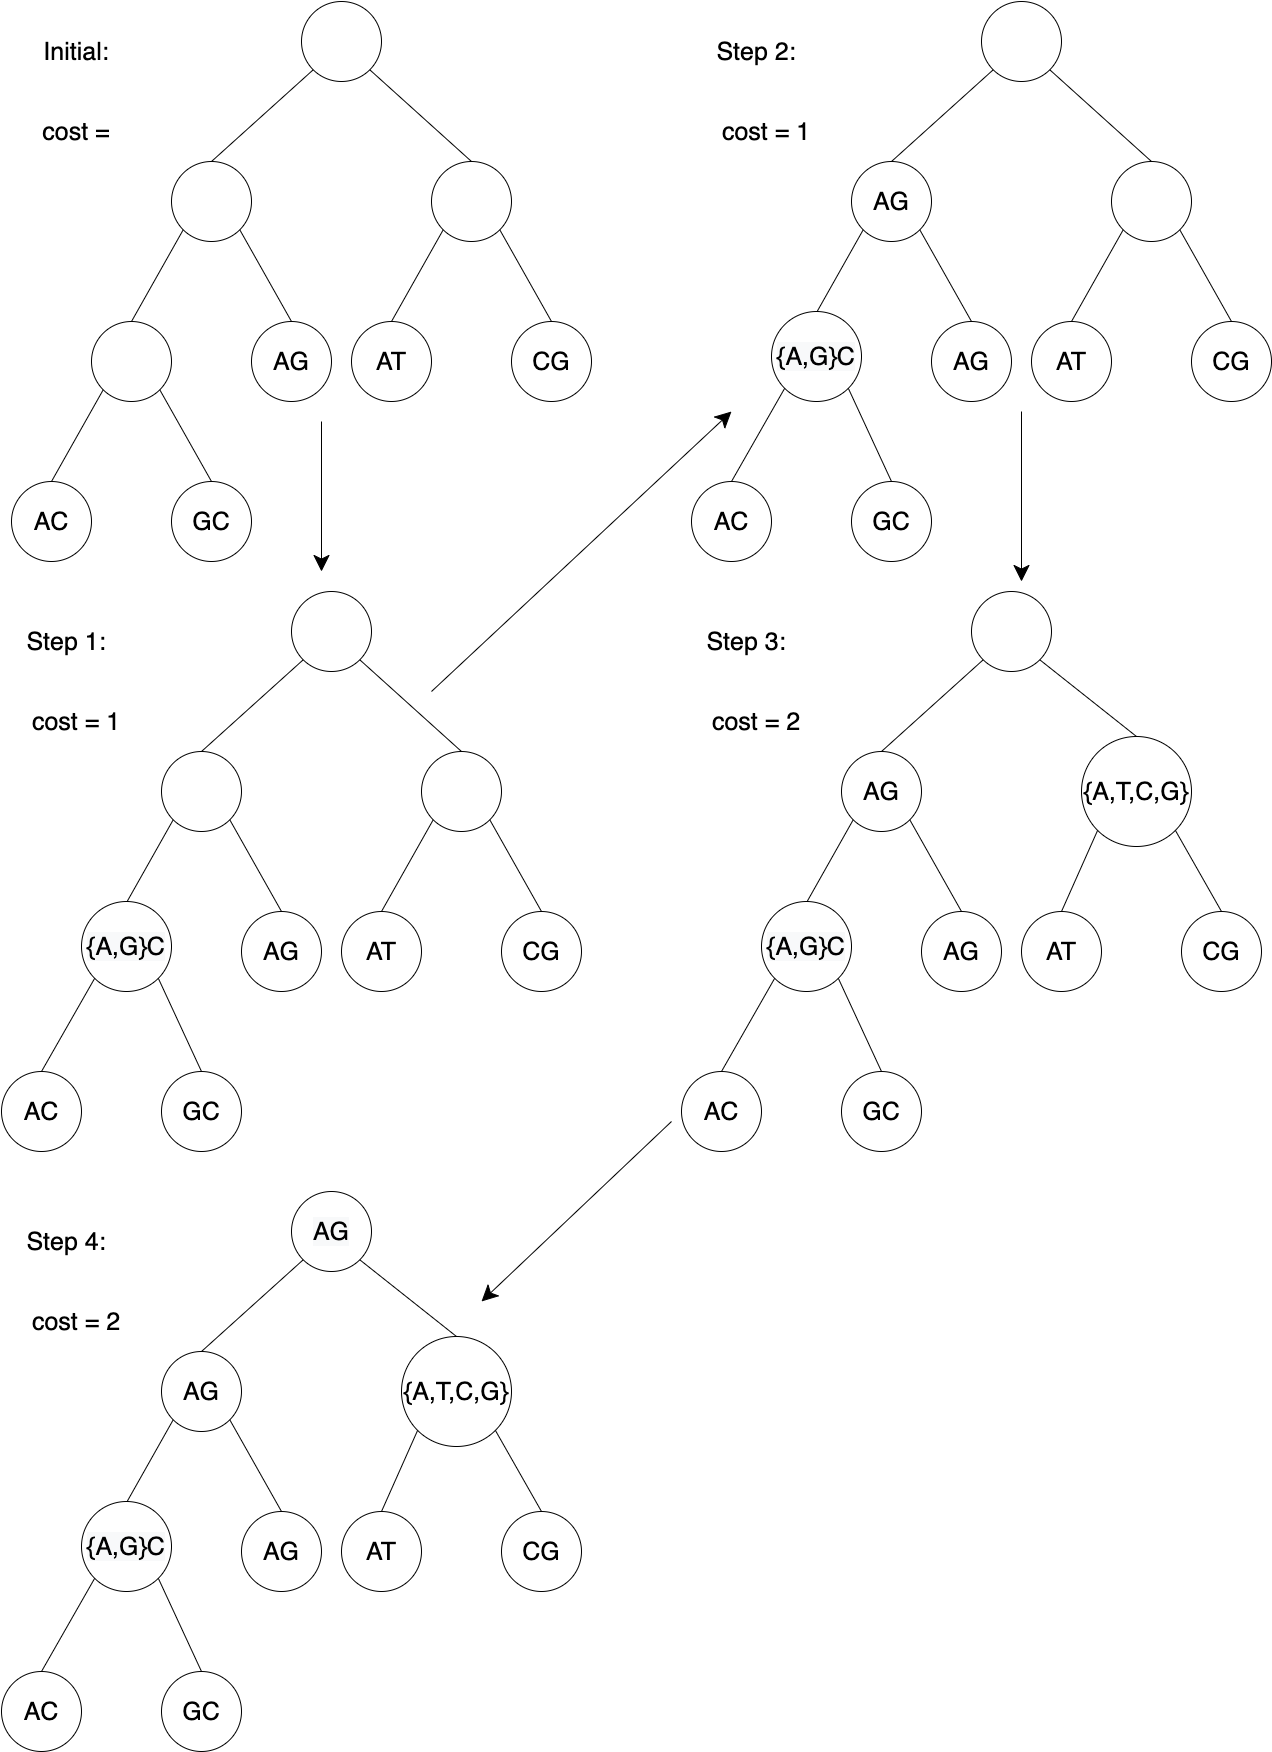 Initial:
cost =
AG
AT
CG
AC
GC
Step 1:
cost = 1
{A,G}C
AG
AT
CG
AC
GC
Step 2:
cost = 1
AG
{A,G}C
AG
AT
CG
AC
GC
Step 3:
cost = 2
AG
{A,T,C,G}
{A,G}C
AG
AT
CG
AC
GC
Step 4:
cost = 2
AG
AG
{A,T,C,G}
{A,G}C
AG
AT
CG
AC
GC